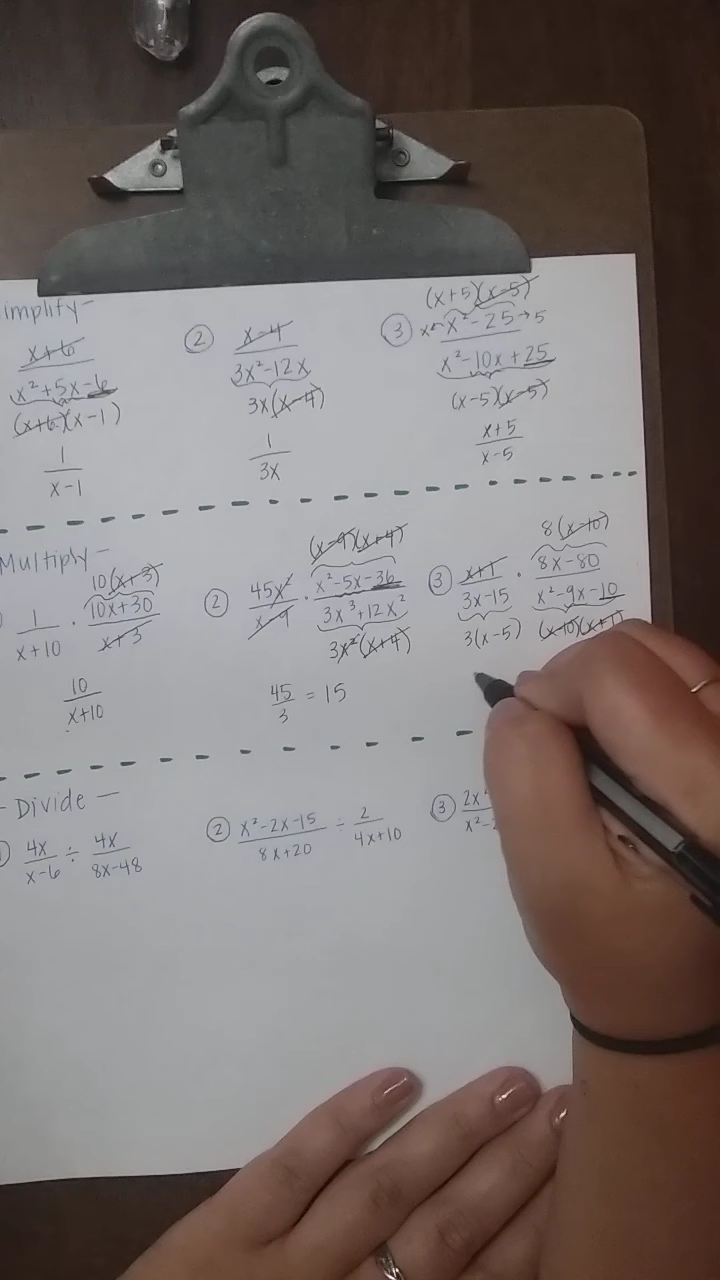 implify-
x+6
x²+5x-6
(x+6)(x-1)
1
x-1
②
x-4
3x²-12x
3x(x-4)
1
3x
(x+5)(x-5)
③ x← x²-25 →5
x²-10x+25
(x-5)(x-5)
x+5
x-5
Multiply-
10(x+3)
1/x+10 · 10x+30/x+3
10
x+10
②
(x-9)(x+4)
45x²/x-9 · x²-5x-36/3x³+12x²
3x²(x+4)
45/3 = 15
③
8(x-10)
x+1/3x-15 · 8x-80/x²-9x-10
3(x-5) (x-10)(x+1)
- Divide -
4x/x-6 ÷ 4x/8x-48
② x²-2x-15/8x+20 ÷ 2/4x+10
③ 2x
x²-